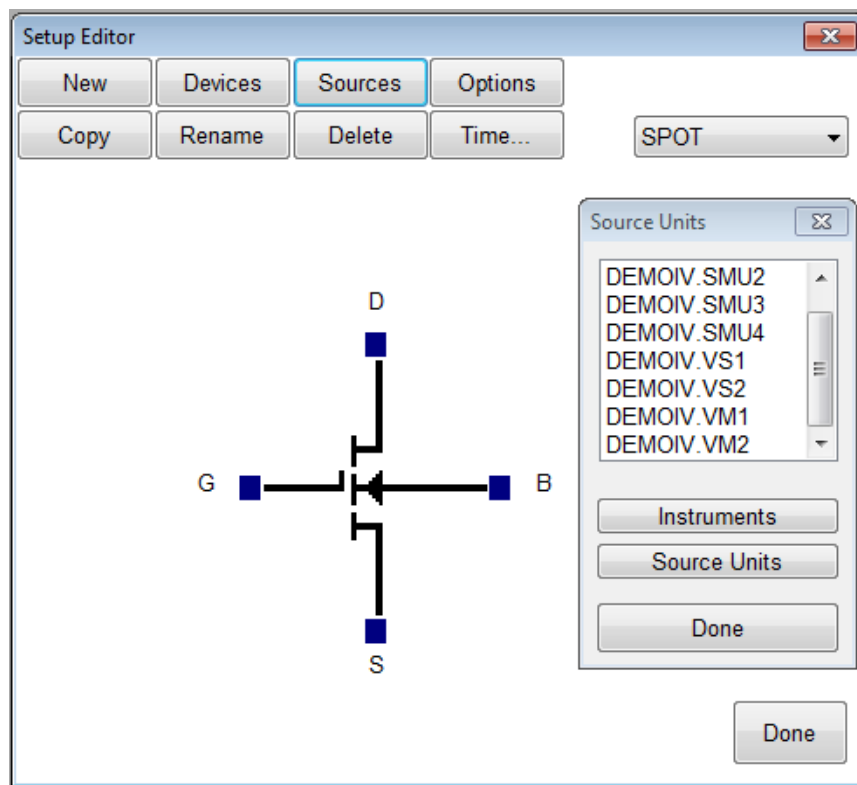 Setup Editor
New Devices Sources Options
Copy Rename Delete Time...
SPOT
Source Units
DEMOIV.SMU2
DEMOIV.SMU3
DEMOIV.SMU4
DEMOIV.VS1
DEMOIV.VS2
DEMOIV.VM1
DEMOIV.VM2
D
G
B
S
Instruments
Source Units
Done
Done